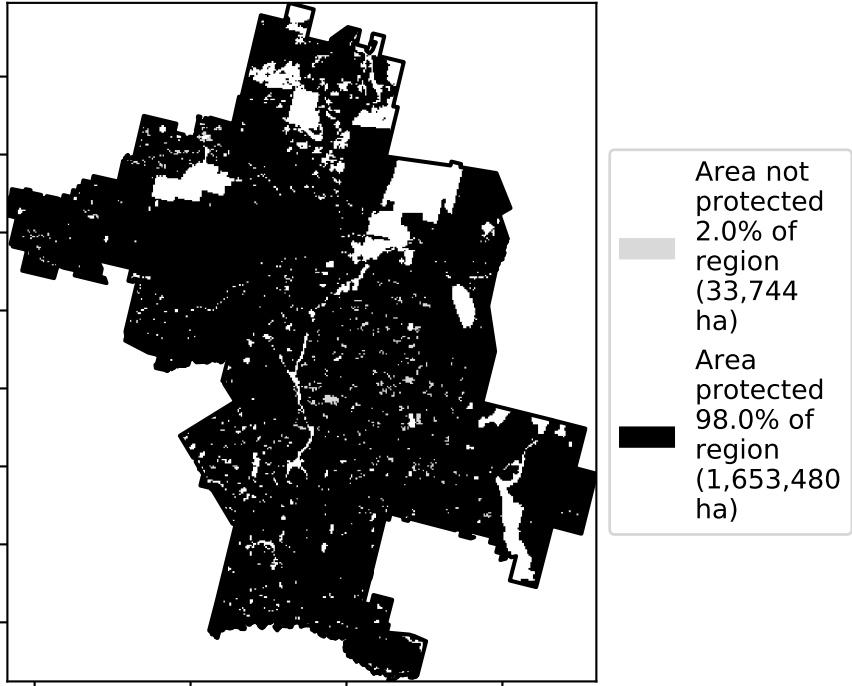 Area not
protected
2.0% of
region
(33,744
ha)
Area
protected
98.0% of
region
(1,653,480
ha)